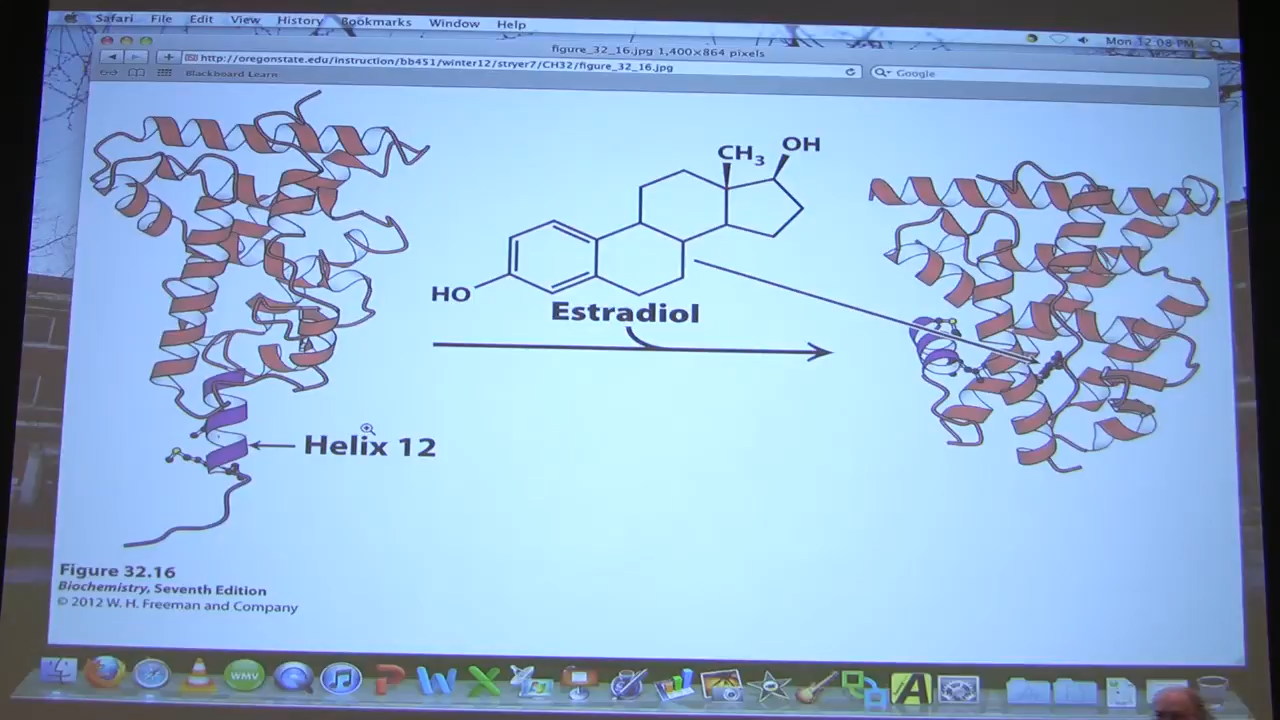 Safari File Edit View History Bookmarks Window Help
Mon 12:08 PM
figure_32_16.jpg 1,400×864 pixels
http://oregonstate.edu/instruction/bb451/winter12/stryer7/CH32/figure_32_16.jpg
Google
Blackboard Learn
CH3
OH
HO
Estradiol
Helix 12
Figure 32.16
Biochemistry, Seventh Edition
© 2012 W. H. Freeman and Company
WMV